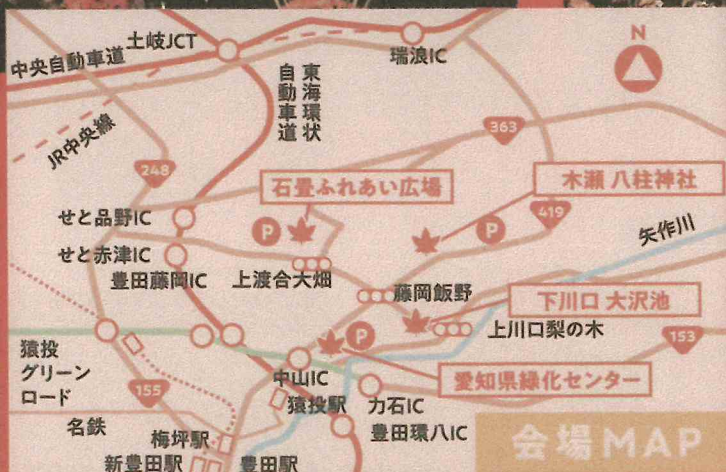 土岐JCT
瑞浪IC
中央自動車道
N
東海環状
自動車道
JR中央線
363
248
石畳ふれあい広場
木瀬 八柱神社
419
せと品野IC
P
P
矢作川
せと赤津IC
豊田藤岡IC
上渡合大畑
藤岡飯野
下川口 大沢池
上川口梨の木
153
猿投
グリーン
ロード
P
中山IC
愛知県緑化センター
155
猿投駅
力石IC
名鉄
梅坪駅
豊田環八IC
新豊田駅
豊田駅
会場MAP